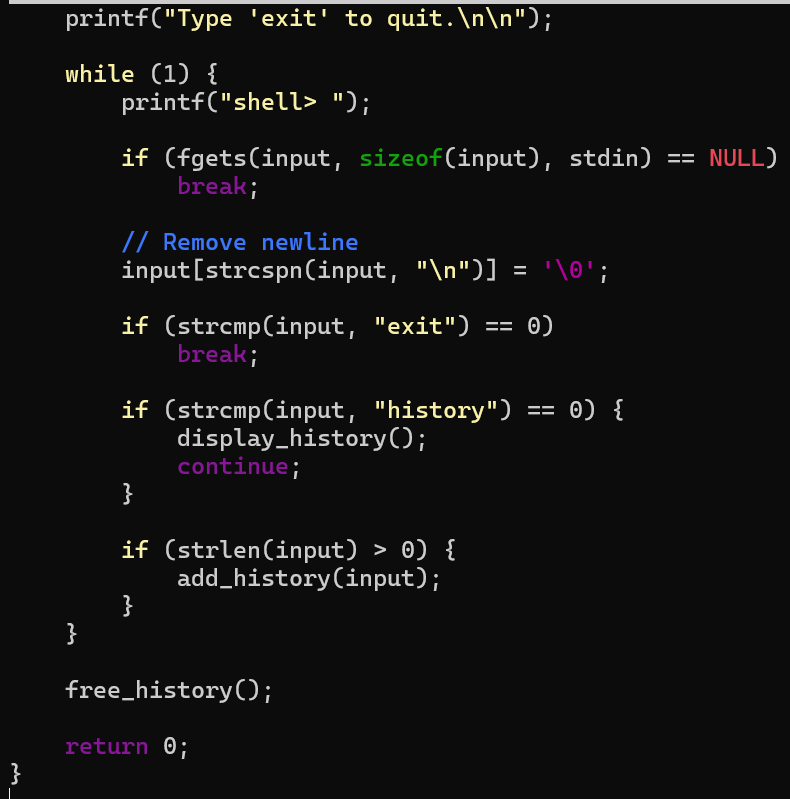 printf("Type 'exit' to quit.\n\n");

    while (1) {
        printf("shell> ");

        if (fgets(input, sizeof(input), stdin) == NULL)
            break;

        // Remove newline
        input[strcspn(input, "\n")] = '\0';

        if (strcmp(input, "exit") == 0)
            break;

        if (strcmp(input, "history") == 0) {
            display_history();
            continue;
        }

        if (strlen(input) > 0) {
            add_history(input);
        }
    }

    free_history();

    return 0;
}